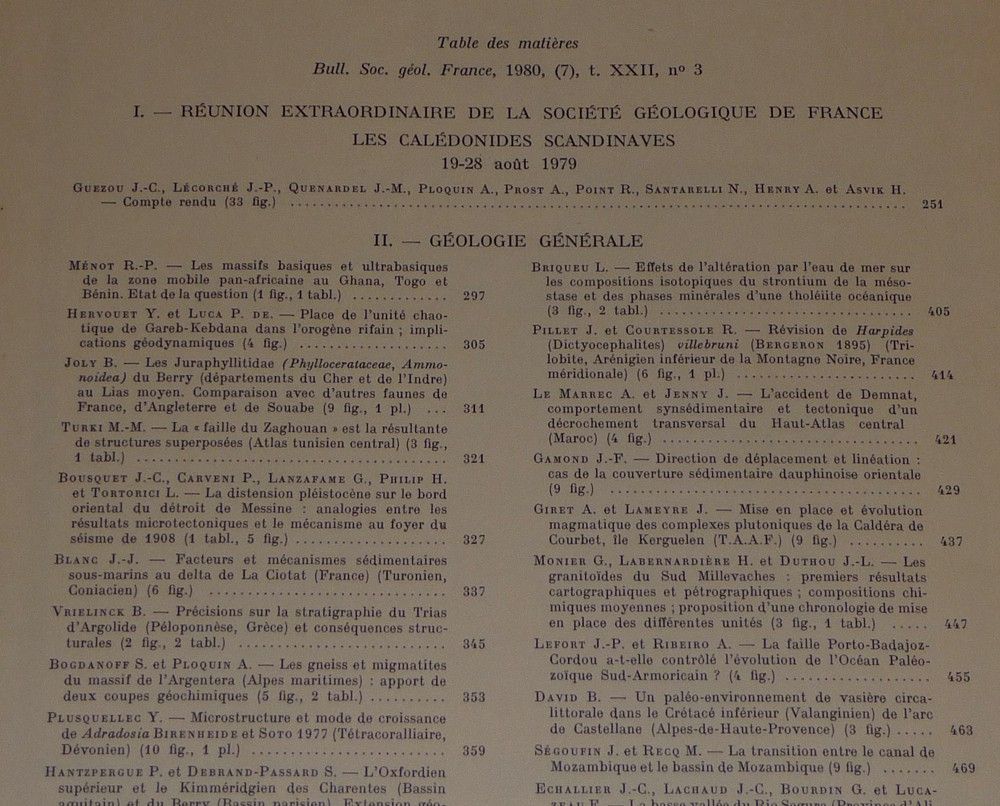 Table des matières
Bull. Soc. géol. France, 1980, (7), t. XXII, nº 3
I. — RÉUNION EXTRAORDINAIRE DE LA SOCIÉTÉ GÉOLOGIQUE DE FRANCE
LES CALÉDONIDES SCANDINAVES
19-28 août 1979
GUEZOU J.-C., LÉCORCHÉ J.-P., QUENARDEL J.-M., PLOQUIN A., PROST A., POINT R., SANTARELLI N., HENRY A. et ASVIK H.
— Compte rendu (33 fig.) .......... 251
II. — GÉOLOGIE GÉNÉRALE
MÉNOT R.-P. — Les massifs basiques et ultrabasiques
de la zone mobile pan-africaine au Ghana, Togo et
Bénin. Etat de la question (1 fig., 1 tabl.) ............. 297
HERVOUET Y. et LUCA P. DE. — Place de l'unité chao-
tique de Gareb-Kebdana dans l'orogène rifain ; impli-
cations géodynamiques (4 fig.) .................... 305
JOLY B. — Les Juraphyllitidae (Phyllocerataceae, Ammo-
noidea) du Berry (départements du Cher et de l'Indre)
au Lias moyen. Comparaison avec d'autres faunes de
France, d'Angleterre et de Souabe (9 fig., 1 pl.) ... 311
TURKI M.-M. — La « faille du Zaghouan » est la résultante
de structures superposées (Atlas tunisien central) (3 fig.,
1 tabl.) .......................................... 321
BOUSQUET J.-C., CARVENI P., LANZAFAME G., PHILIP H.
et TORTORICI L. — La distension pléistocène sur le bord
oriental du détroit de Messine : analogies entre les
résultats microtectoniques et le mécanisme au foyer du
séisme de 1908 (1 tabl., 5 fig.) .................... 327
BLANC J.-J. — Facteurs et mécanismes sédimentaires
sous-marins au delta de La Ciotat (France) (Turonien,
Coniacien) (6 fig.) ................................ 337
VRIELINCK B. — Précisions sur la stratigraphie du Trias
d'Argolide (Péloponnèse, Grèce) et conséquences struc-
turales (2 fig., 2 tabl.) ............................ 345
BOGDANOFF S. et PLOQUIN A. — Les gneiss et migmatites
du massif de l'Argentera (Alpes maritimes) : apport de
deux coupes géochimiques (5 fig., 2 tabl.) .......... 353
PLUSQUELLEC Y. — Microstructure et mode de croissance
de Adradosia BIRENHEIDE et SOTO 1977 (Tétracoralliaire,
Dévonien) (10 fig., 1 pl.) .......................... 359
HANTZPERGUE P. et DEBRAND-PASSARD S. — L'Oxfordien
supérieur et le Kimméridgien des Charentes (Bassin
aquitain) et du Berry (Bassin parisien). Extension géo-
BRIQUEU L. — Effets de l'altération par l'eau de mer sur
les compositions isotopiques du strontium de la méso-
stase et des phases minérales d'une tholéiite océanique
(3 fig., 2 tabl.) .................................... 405
PILLET J. et COURTESSOLE R. — Révision de Harpides
(Dictyocephalites) villebruni (BERGERON 1895) (Tri-
lobite, Arénigien inférieur de la Montagne Noire, France
méridionale) (6 fig., 1 pl.) ........................ 414
LE MARREC A. et JENNY J. — L'accident de Demnat,
comportement synsédimentaire et tectonique d'un
décrochement transversal du Haut-Atlas central
(Maroc) (4 fig.) .................................... 421
GAMOND J.-F. — Direction de déplacement et linéation :
cas de la couverture sédimentaire dauphinoise orientale
(9 fig.) ............................................ 429
GIRET A. et LAMEYRE J. — Mise en place et évolution
magmatique des complexes plutoniques de la Caldéra de
Courbet, île Kerguelen (T.A.A.F.) (9 fig.) .......... 437
MONIER G., LABERNARDIÈRE H. et DUTHOU J.-L. — Les
granitoïdes du Sud Millevaches : premiers résultats
cartographiques et pétrographiques ; compositions chi-
miques moyennes ; proposition d'une chronologie de mise
en place des différentes unités (3 fig., 1 tabl.) ..... 447
LEFORT J.-P. et RIBEIRO A. — La faille Porto-Badajoz-
Cordou a-t-elle contrôlé l'évolution de l'Océan Paléo-
zoïque Sud-Armoricain ? (4 fig.) .................... 455
DAVID B. — Un paléo-environnement de vasière circa-
littorale dans le Crétacé inférieur (Valanginien) de l'arc
de Castellane (Alpes-de-Haute-Provence) (3 fig.) ..... 463
SÉGOUFIN J. et RECQ M. — La transition entre le canal de
Mozambique et le bassin de Mozambique (9 fig.) ....... 469
ECHALLIER J.-C., LACHAUD J.-C., BOURDIN G. et LUCA-